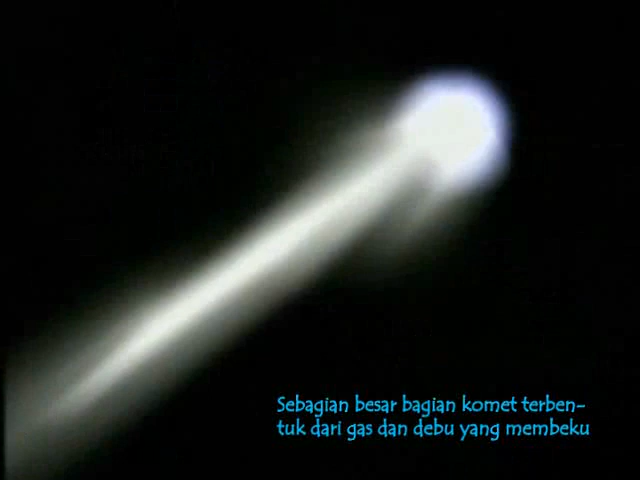 Sebagian besar bagian komet terben-
tuk dari gas dan debu yang membeku